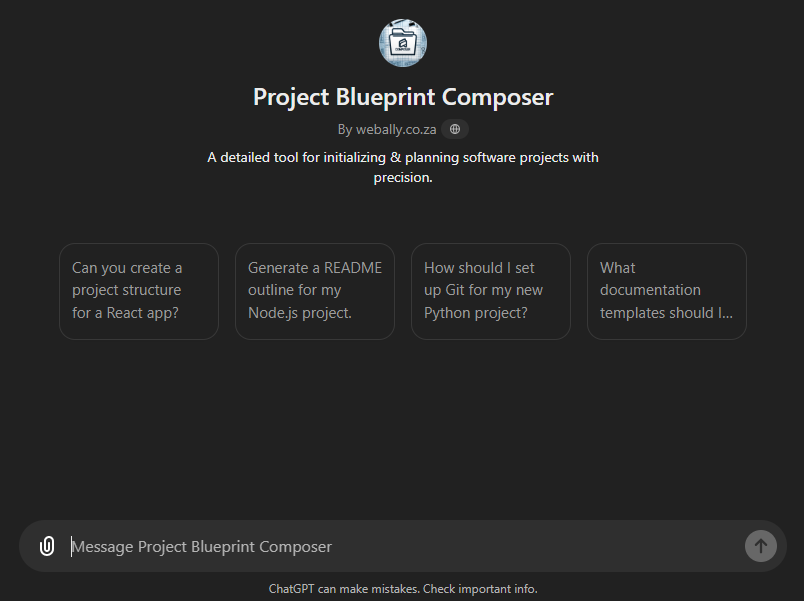 Project Blueprint Composer
By webally.co.za
A detailed tool for initializing & planning software projects with
precision.
Can you create a
project structure
for a React app?
Generate a README
outline for my
Node.js project.
How should I set
up Git for my new
Python project?
What
documentation
templates should I...
Message Project Blueprint Composer
ChatGPT can make mistakes. Check important info.